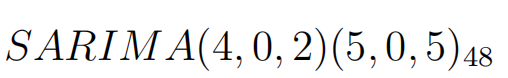 SARIMA(4, 0, 2)(5, 0, 5)₄₈